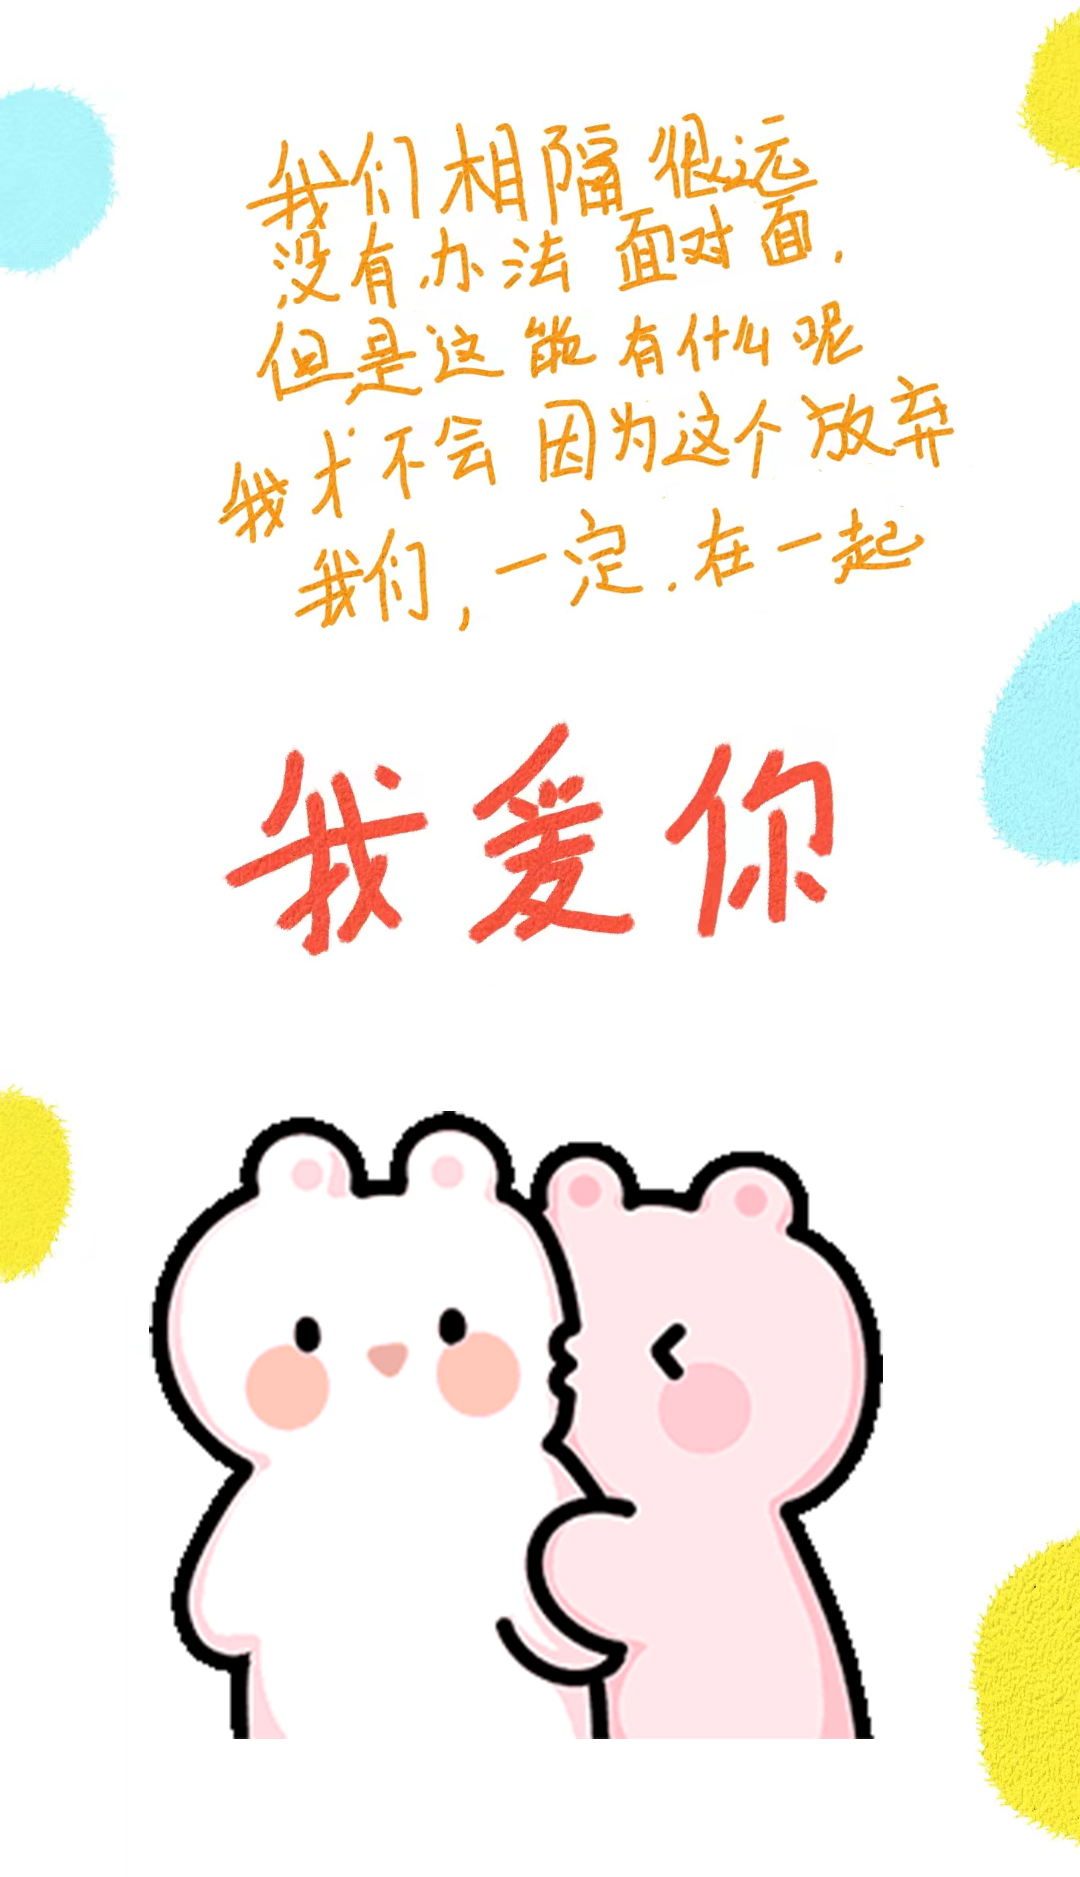 我们相隔很远
没有办法面对面.
但是这能有什么呢
我才不会因为这个放弃
我们,一定.在一起
我爱你